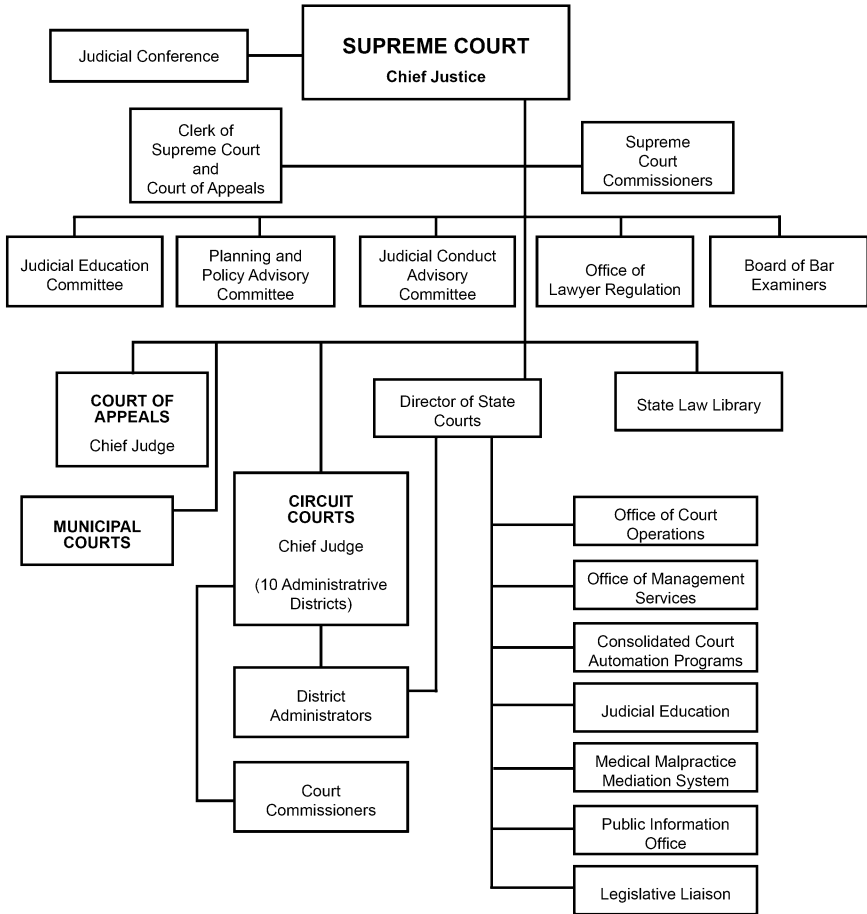 SUPREME COURT
Chief Justice
Judicial Conference
Clerk of
Supreme Court
and
Court of Appeals
Supreme
Court
Commissioners
Judicial Education
Committee
Planning and
Policy Advisory
Committee
Judicial Conduct
Advisory
Committee
Office of
Lawyer Regulation
Board of Bar
Examiners
COURT OF
APPEALS
Chief Judge
Director of State
Courts
State Law Library
MUNICIPAL
COURTS
CIRCUIT
COURTS
Chief Judge
(10 Administratrive
Districts)
District
Administrators
Court
Commissioners
Office of Court
Operations
Office of Management
Services
Consolidated Court
Automation Programs
Judicial Education
Medical Malpractice
Mediation System
Public Information
Office
Legislative Liaison